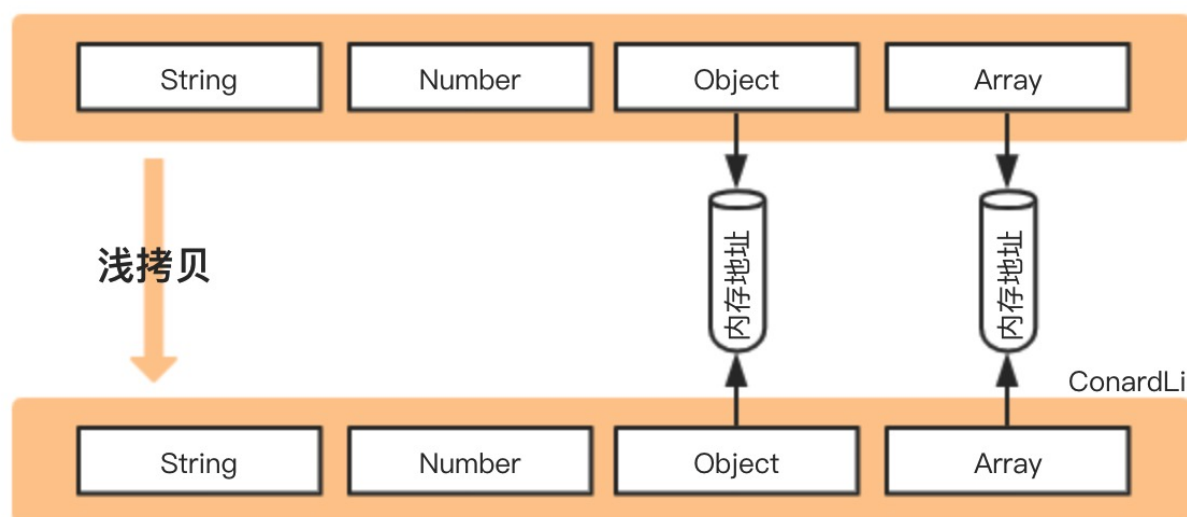 String
Number
Object
Array
浅拷贝
内存地址
内存地址
ConardLi
String
Number
Object
Array